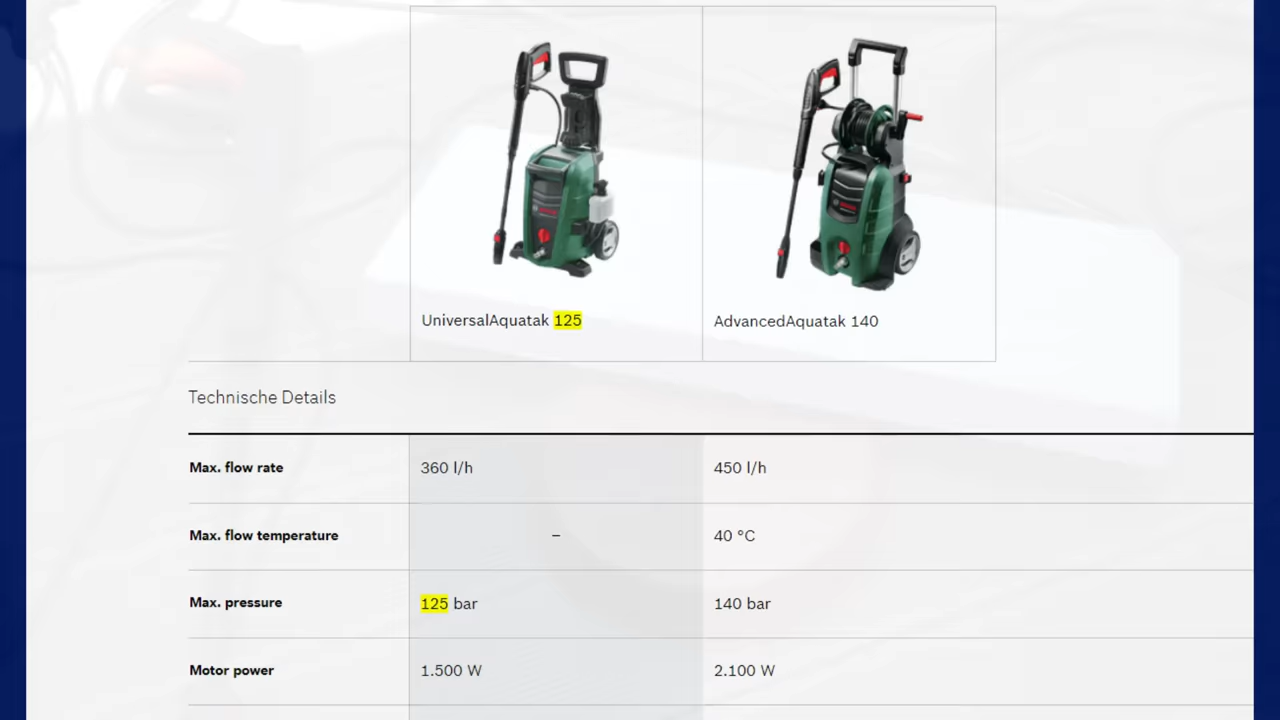 UniversalAquatak 125
AdvancedAquatak 140
Technische Details
Max. flow rate 360 l/h 450 l/h
Max. flow temperature – 40 °C
Max. pressure 125 bar 140 bar
Motor power 1.500 W 2.100 W